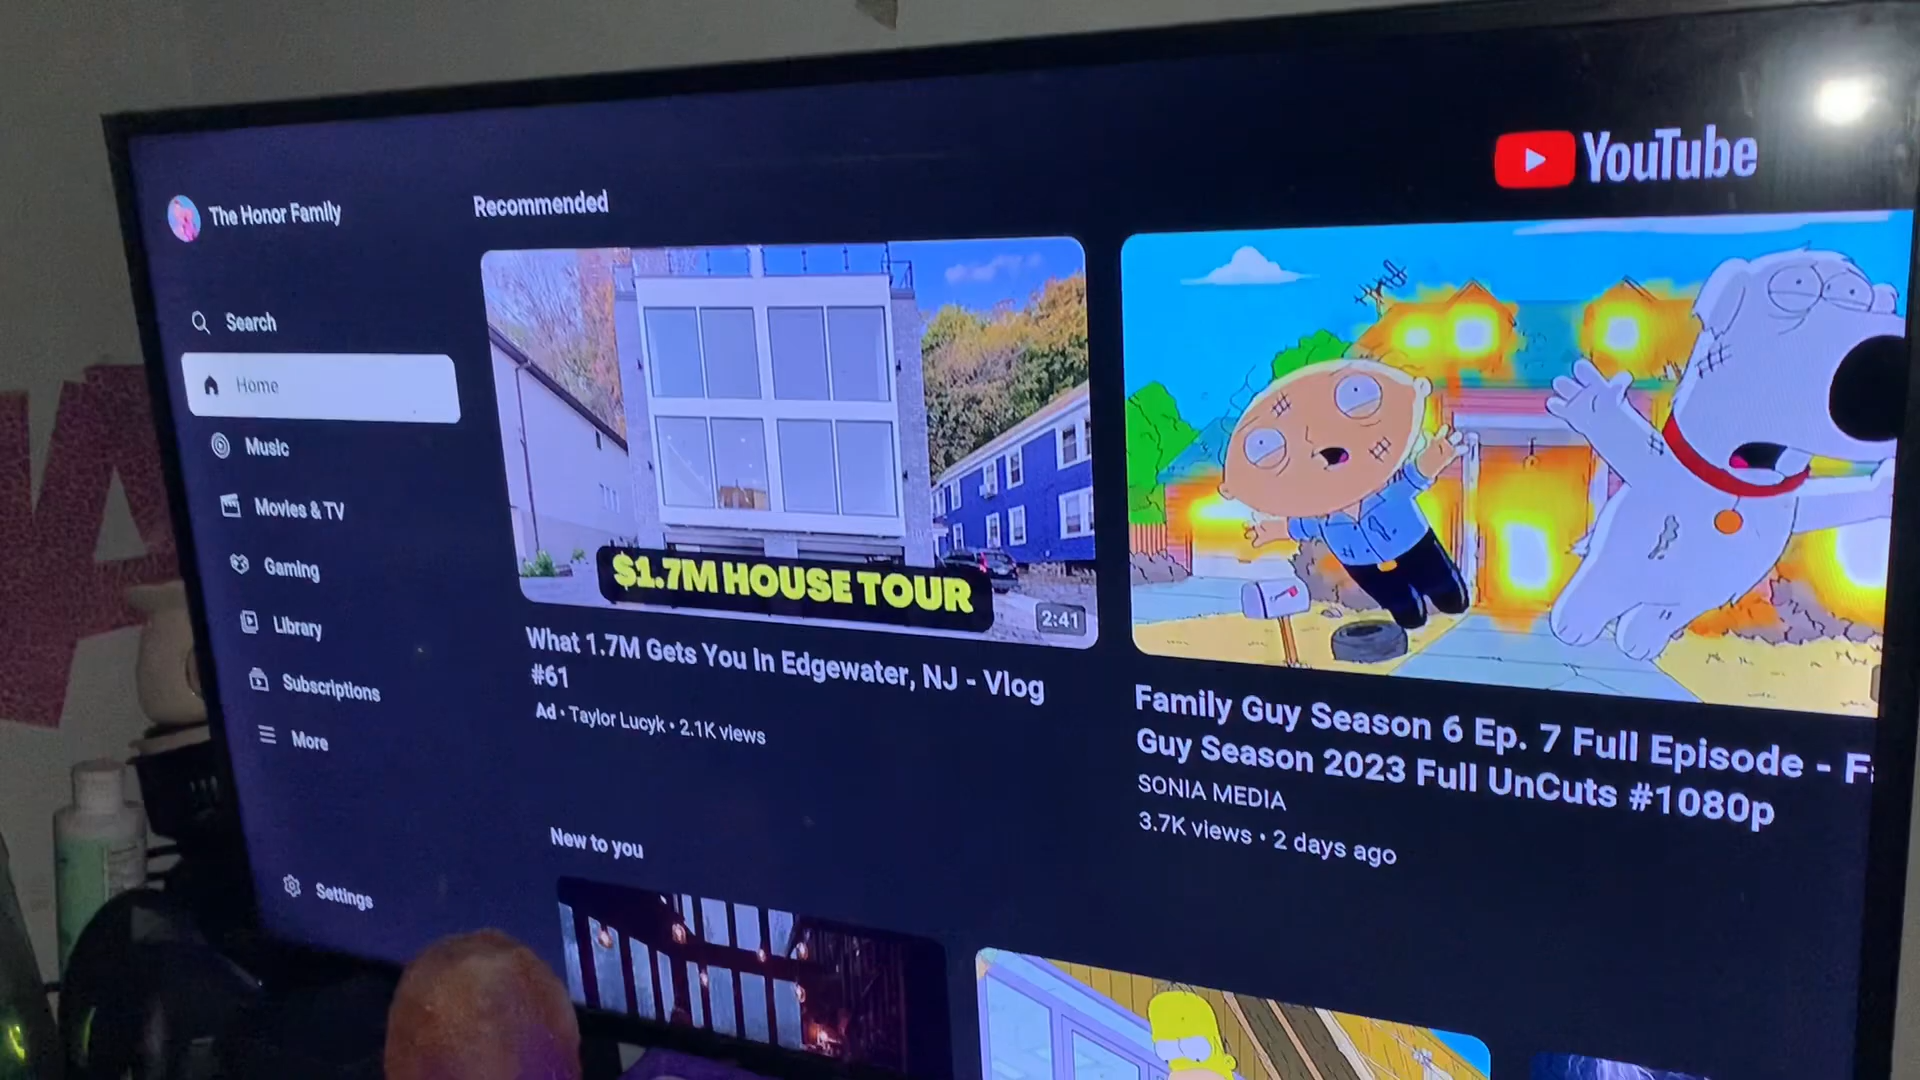 YouTube
The Honor Family
Recommended
Search
Home
Music
Movies & TV
Gaming
Library
Subscriptions
More
Settings
$1.7M HOUSE TOUR
2:41
What 1.7M Gets You In Edgewater, NJ - Vlog
#61
Ad • Taylor Lucyk • 2.1K views
Family Guy Season 6 Ep. 7 Full Episode - F
Guy Season 2023 Full UnCuts #1080p
SONIA MEDIA
3.7K views • 2 days ago
New to you